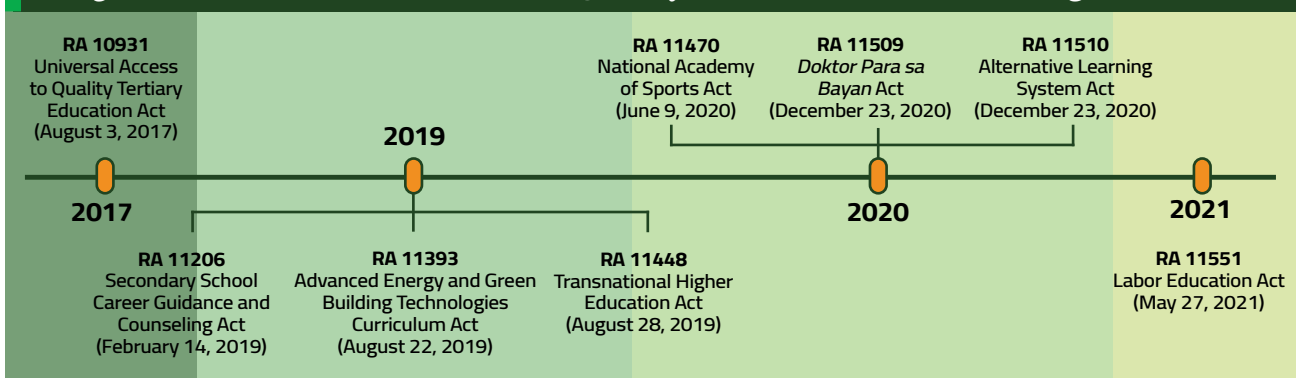 RA 10931
Universal Access
to Quality Tertiary
Education Act
(August 3, 2017)
RA 11470
National Academy
of Sports Act
(June 9, 2020)
RA 11509
Doktor Para sa
Bayan Act
(December 23, 2020)
RA 11510
Alternative Learning
System Act
(December 23, 2020)
2019
2017
2020
2021
RA 11206
Secondary School
Career Guidance and
Counseling Act
(February 14, 2019)
RA 11393
Advanced Energy and Green
Building Technologies
Curriculum Act
(August 22, 2019)
RA 11448
Transnational Higher
Education Act
(August 28, 2019)
RA 11551
Labor Education Act
(May 27, 2021)